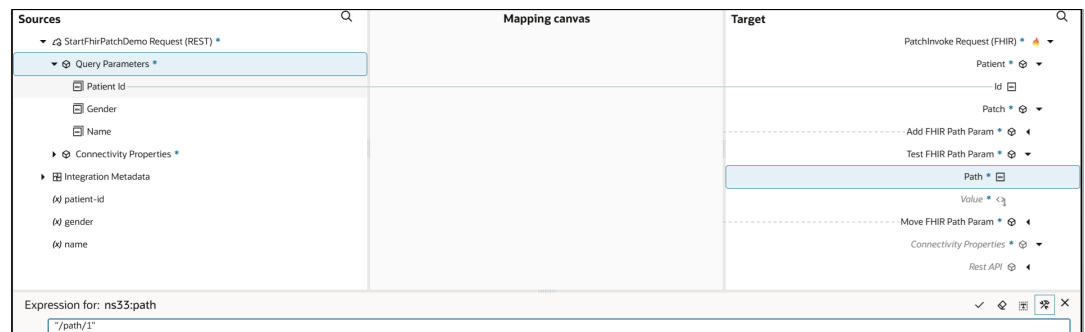 Sources
Mapping canvas
Target
StartFhirPatchDemo Request (REST) *
PatchInvoke Request (FHIR) *
Query Parameters *
Patient *
Patient Id
Id
Gender
Patch *
Name
Add FHIR Path Param *
Connectivity Properties *
Test FHIR Path Param *
Integration Metadata
Path *
(x) patient-id
Value *
(x) gender
Move FHIR Path Param *
(x) name
Connectivity Properties *
Rest API
Expression for: ns33:path
"/path/1"